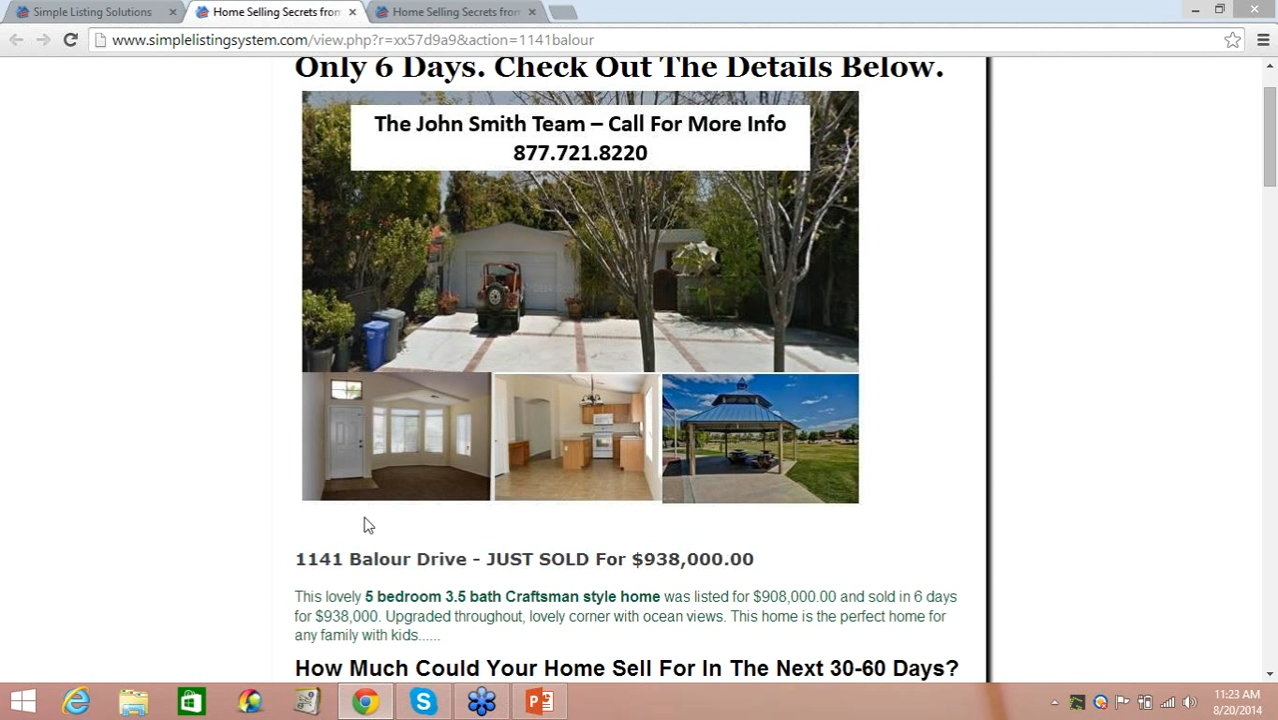 Simple Listing Solutions
Home Selling Secrets from
Home Selling Secrets from
www.simplelistingsystem.com/view.php?r=xx57d9a9&action=1141balour
Only 6 Days. Check Out The Details Below.
The John Smith Team – Call For More Info
877.721.8220
1141 Balour Drive - JUST SOLD For $938,000.00
This lovely 5 bedroom 3.5 bath Craftsman style home was listed for $908,000.00 and sold in 6 days
for $938,000. Upgraded throughout, lovely corner with ocean views. This home is the perfect home for
any family with kids......
How Much Could Your Home Sell For In The Next 30-60 Days?
11:23 AM
8/20/2014